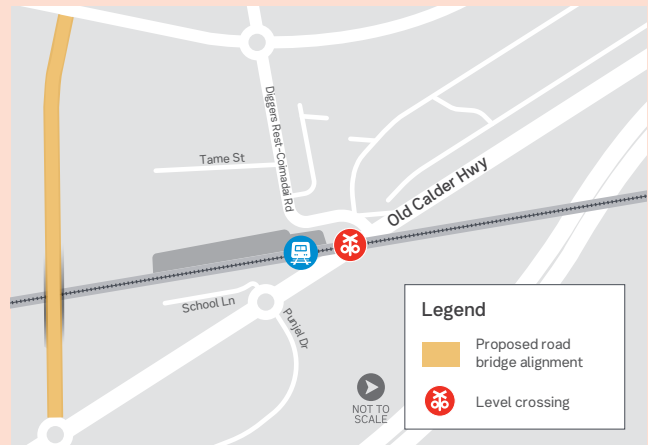 Diggers Rest-Coimadai Rd
Tame St
Old Calder Hwy
School Ln
Punjel Dr
NOT TO
SCALE
Legend
Proposed road
bridge alignment
Level crossing